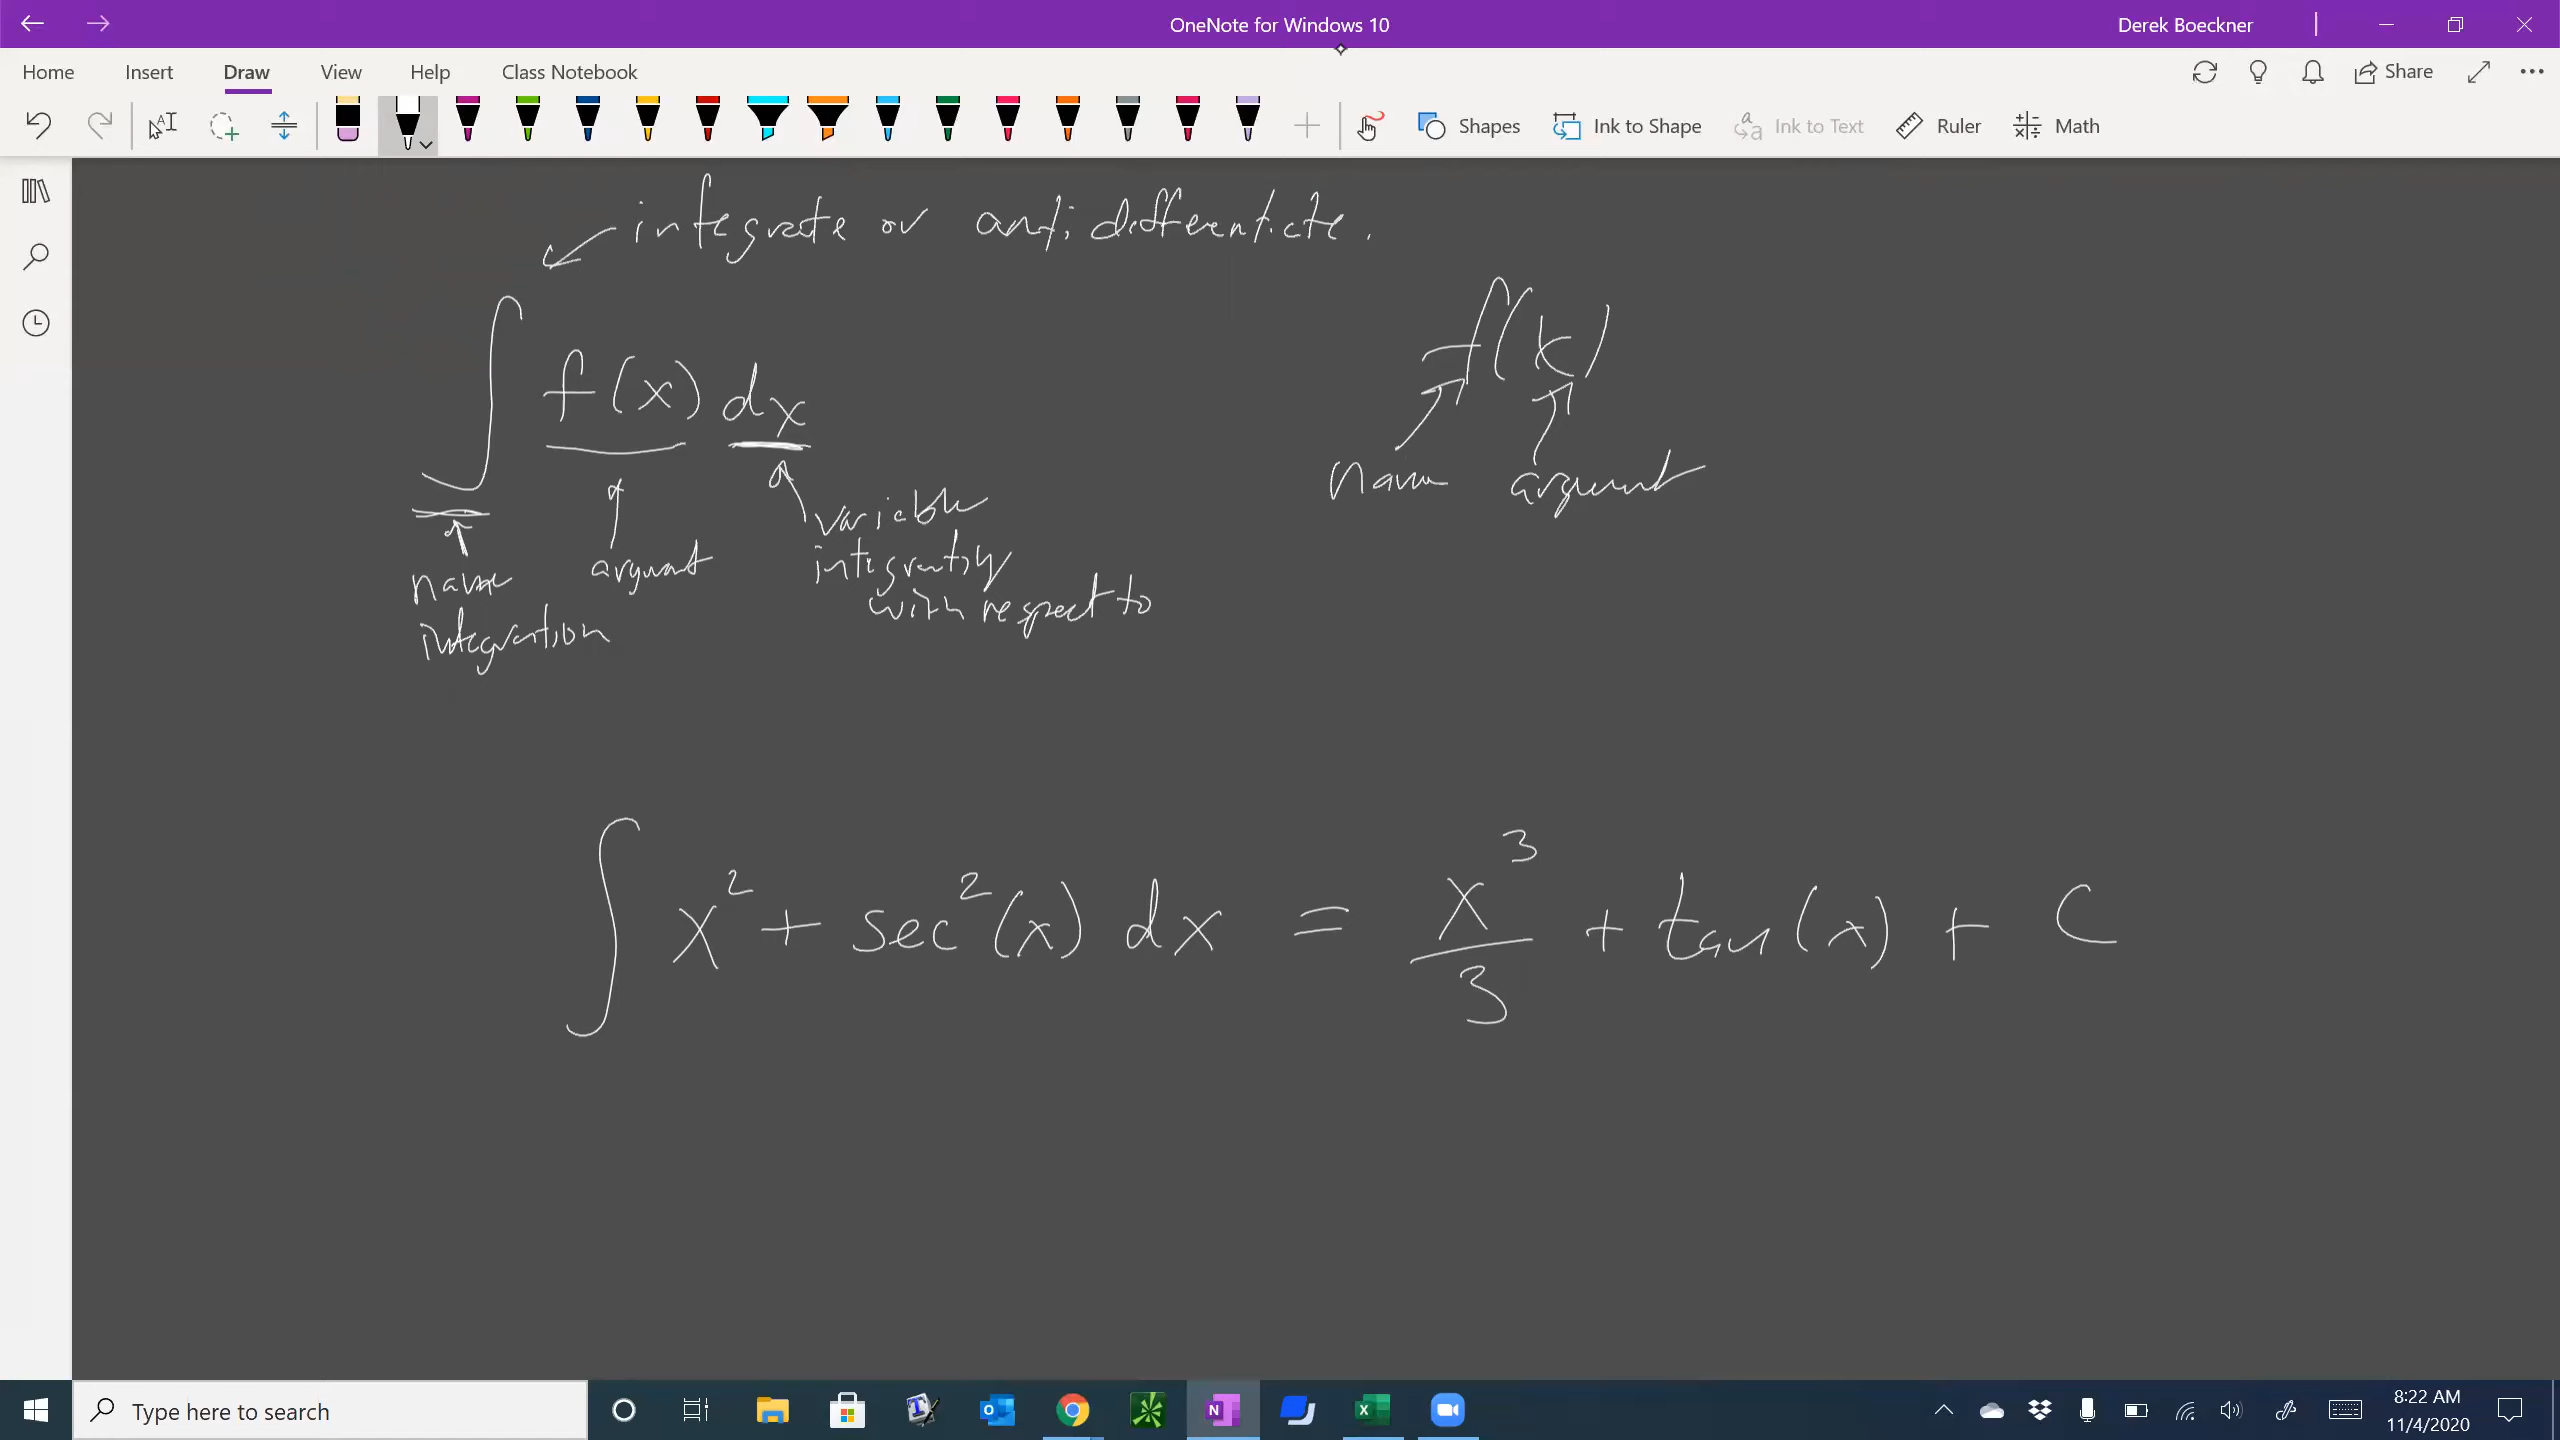 OneNote for Windows 10
Derek Boeckner
Home Insert Draw View Help Class Notebook
Share
Shapes Ink to Shape Ink to Text Ruler Math
integrate or antidifferentiate.
∫ f(x) dx
f(x)
name argument
name
integration
argument
variable
integrating
with respect to
∫ x² + sec²(x) dx = x³/3 + tan(x) + C
Type here to search
8:22 AM
11/4/2020